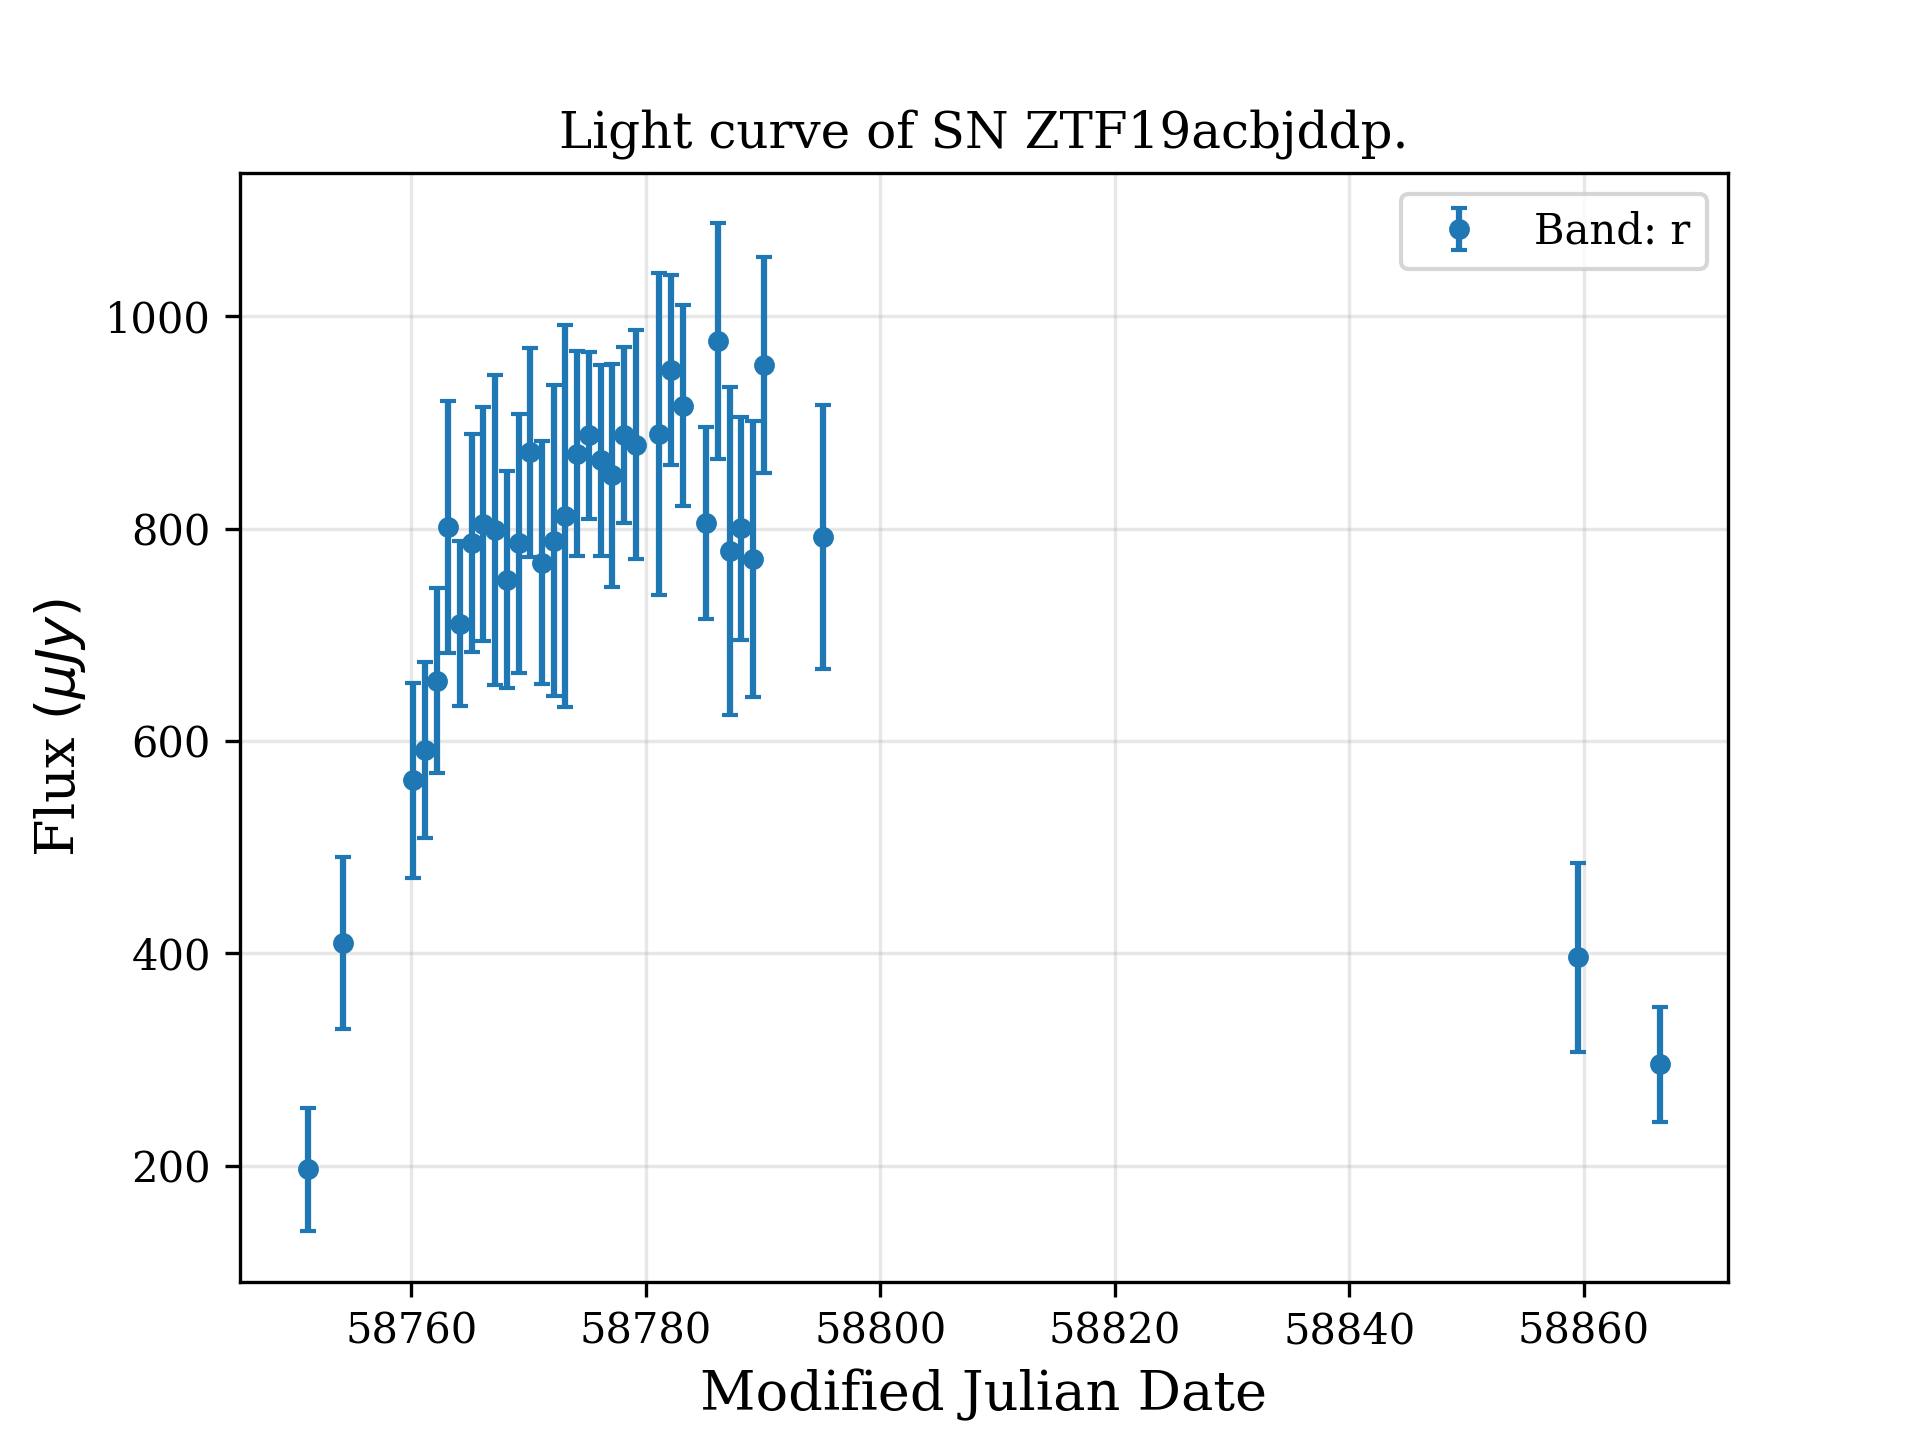 Light curve of SN ZTF19acbjddp.
Band: r
1000
800
600
400
200
Flux (μJy)
58760 58780 58800 58820 58840 58860
Modified Julian Date